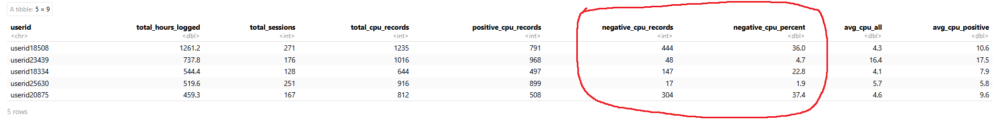 A tibble: 5 × 9
userid total_hours_logged total_sessions total_cpu_records positive_cpu_records negative_cpu_records negative_cpu_percent avg_cpu_all avg_cpu_positive
<chr> <dbl> <int> <int> <int> <int> <dbl> <dbl> <dbl>
userid18508 1261.2 271 1235 791 444 36.0 4.3 10.6
userid23439 737.8 176 1016 968 48 4.7 16.4 17.5
userid18334 544.4 128 644 497 147 22.8 4.1 7.9
userid25630 519.6 251 916 899 17 1.9 5.7 5.8
userid20875 459.3 167 812 508 304 37.4 4.6 9.6
5 rows